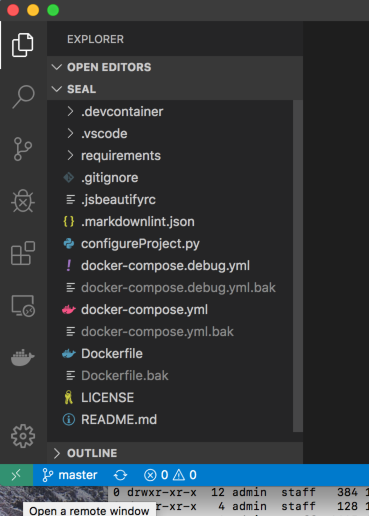 EXPLORER
OPEN EDITORS
SEAL
.devcontainer
.vscode
requirements
.gitignore
.jsbeautifyrc
{} .markdownlint.json
configureProject.py
! docker-compose.debug.yml
docker-compose.debug.yml.bak
docker-compose.yml
docker-compose.yml.bak
Dockerfile
Dockerfile.bak
LICENSE
README.md
OUTLINE
master 0 0
0 drwxr-xr-x 12 admin staff 384 1
-xr-x 4 admin staff 128 1
Open a remote window